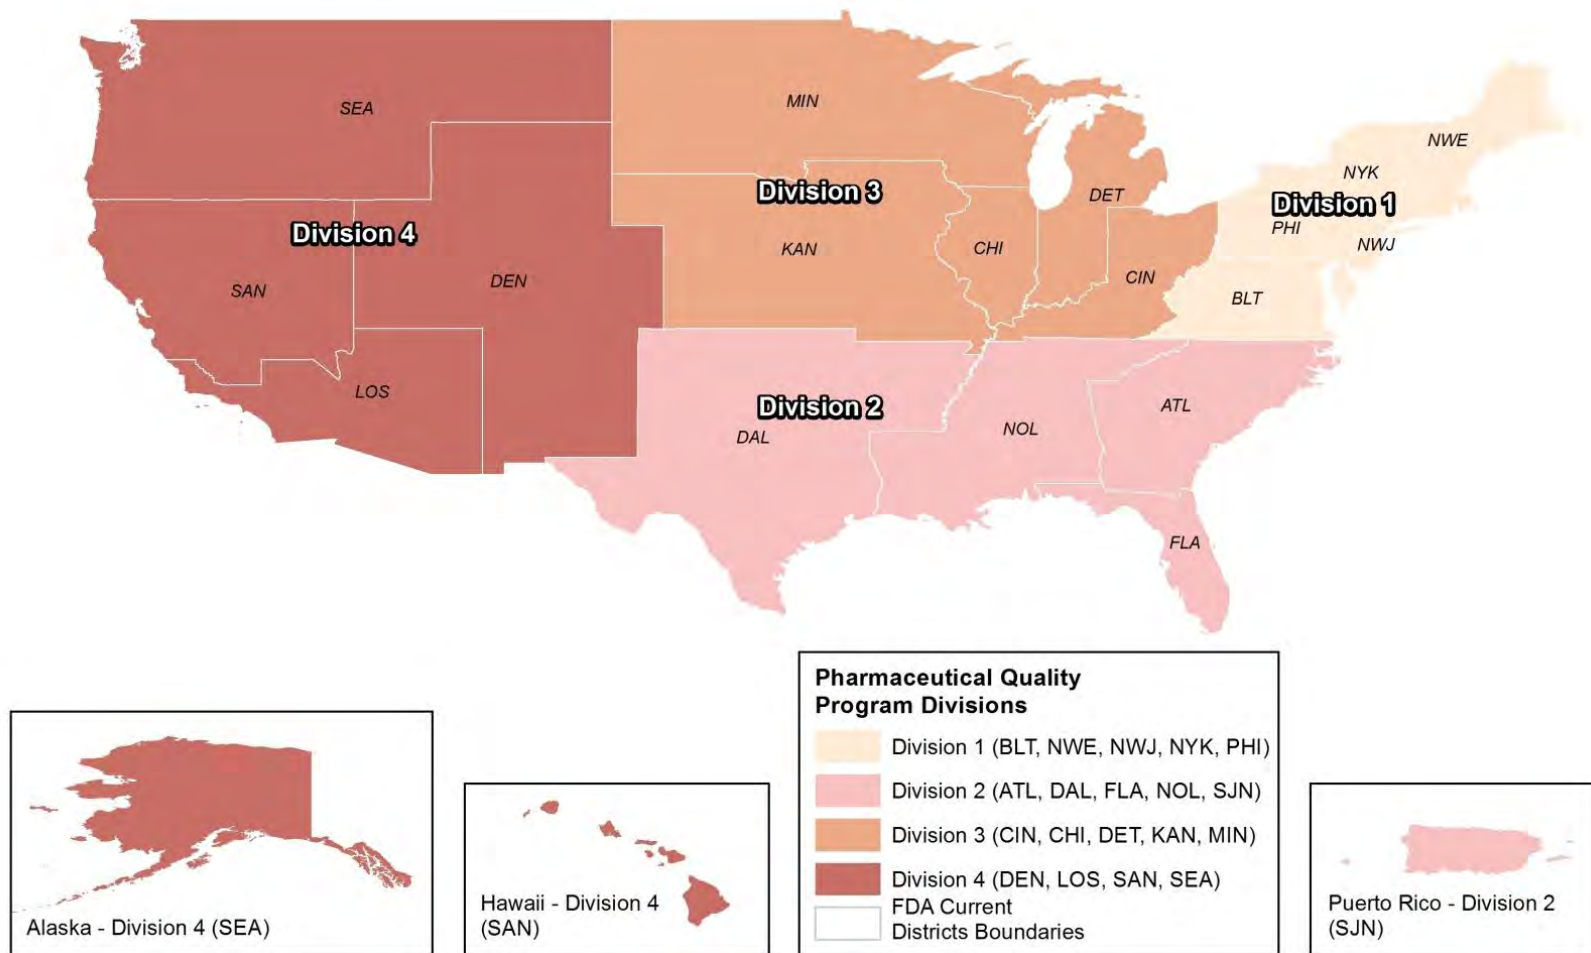 SEA
MIN
NWE
NYK
Division 3
DET
Division 1
Division 4
PHI
NWJ
KAN
CHI
DEN
CIN
SAN
BLT
LOS
Division 2
ATL
DAL
NOL
FLA
Pharmaceutical Quality
Program Divisions
Division 1 (BLT, NWE, NWJ, NYK, PHI)
Division 2 (ATL, DAL, FLA, NOL, SJN)
Division 3 (CIN, CHI, DET, KAN, MIN)
Division 4 (DEN, LOS, SAN, SEA)
FDA Current
Districts Boundaries
Alaska - Division 4 (SEA)
Hawaii - Division 4
(SAN)
Puerto Rico - Division 2
(SJN)